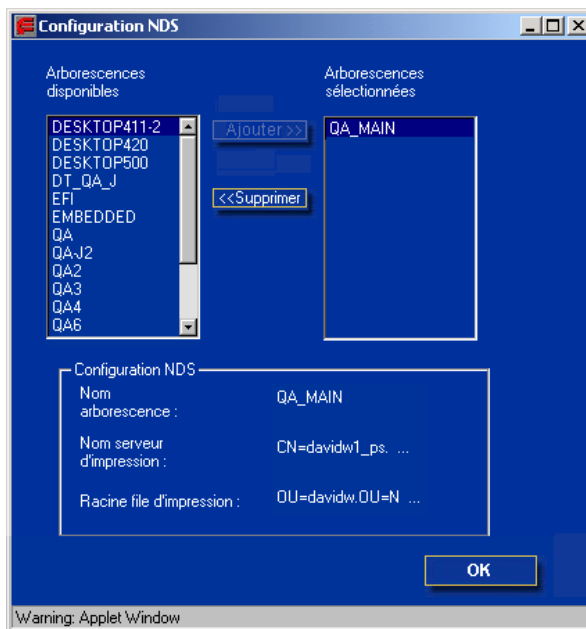 Configuration NDS
Arborescences
disponibles
Arborescences
sélectionnées
DESKTOP411-2
DESKTOP420
DESKTOP500
DT_QA_J
EFI
EMBEDDED
QA
QA-J2
QA2
QA3
QA4
QA6
Ajouter >>
<<Supprimer
QA_MAIN
Configuration NDS
Nom
arborescence :
QA_MAIN
Nom serveur
d'impression :
CN=davidw1_ps. ...
Racine file d'impression :
OU=davidw.OU=N ...
OK
Warning: Applet Window